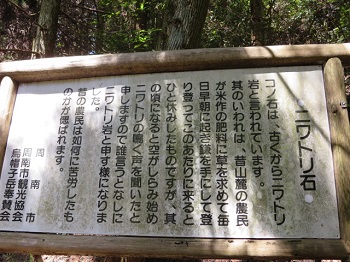 ニワトリ石
コノ石は、古くからニワトリ
岩と言われています。
其のいわれは、昔山麓の農民
が米作の肥料に草を求めて毎
日早朝に起き鎌を手にして登
り登ってこのあたりに来ると
ひと休みしたものですが、其
の頃になると空がしらみ始め
ニワトリの鳴く声を聞いたと
申しますので誰言うとなしに
ニワトリ岩と申す様になりま
した。
昔の農民は如何に苦労したも
のかが偲ばれます。
周南市
周南市観光協会
烏帽子岳奉賛会